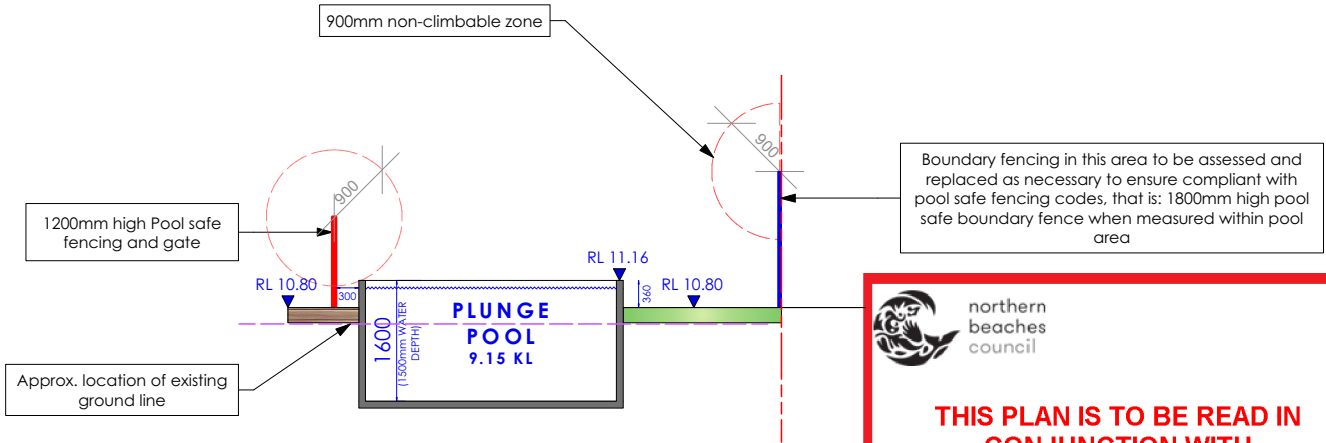 900mm non-climbable zone
900
900
Boundary fencing in this area to be assessed and
replaced as necessary to ensure compliant with
pool safe fencing codes, that is: 1800mm high pool
safe boundary fence when measured within pool
area
1200mm high Pool safe
fencing and gate
RL 11.16
RL 10.80
RL 10.80
300
360
PLUNGE
POOL
9.15 KL
1600
(1500mm WATER
DEPTH)
Approx. location of existing
ground line
northern
beaches
council
THIS PLAN IS TO BE READ IN
CONJUNCTION WITH